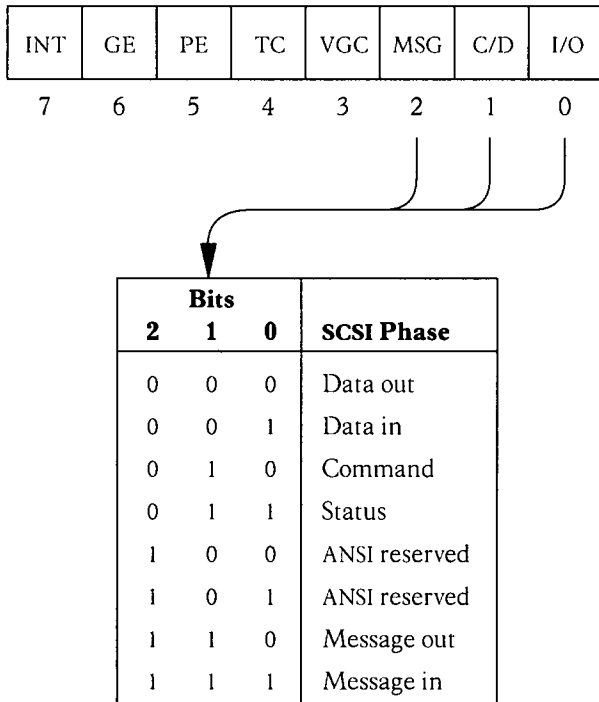 INT GE PE TC VGC MSG C/D I/O
7 6 5 4 3 2 1 0
Bits
2 1 0 SCSI Phase
0 0 0 Data out
0 0 1 Data in
0 1 0 Command
0 1 1 Status
1 0 0 ANSI reserved
1 0 1 ANSI reserved
1 1 0 Message out
1 1 1 Message in